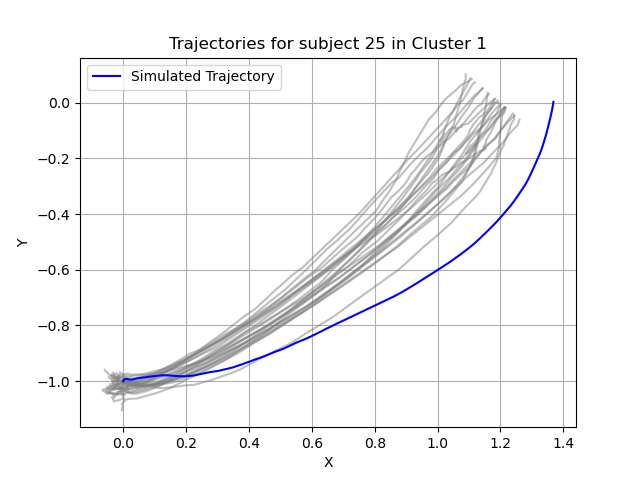 Trajectories for subject 25 in Cluster 1
Simulated Trajectory
0.0
−0.2
−0.4
−0.6
−0.8
−1.0
Y
0.0 0.2 0.4 0.6 0.8 1.0 1.2 1.4
X